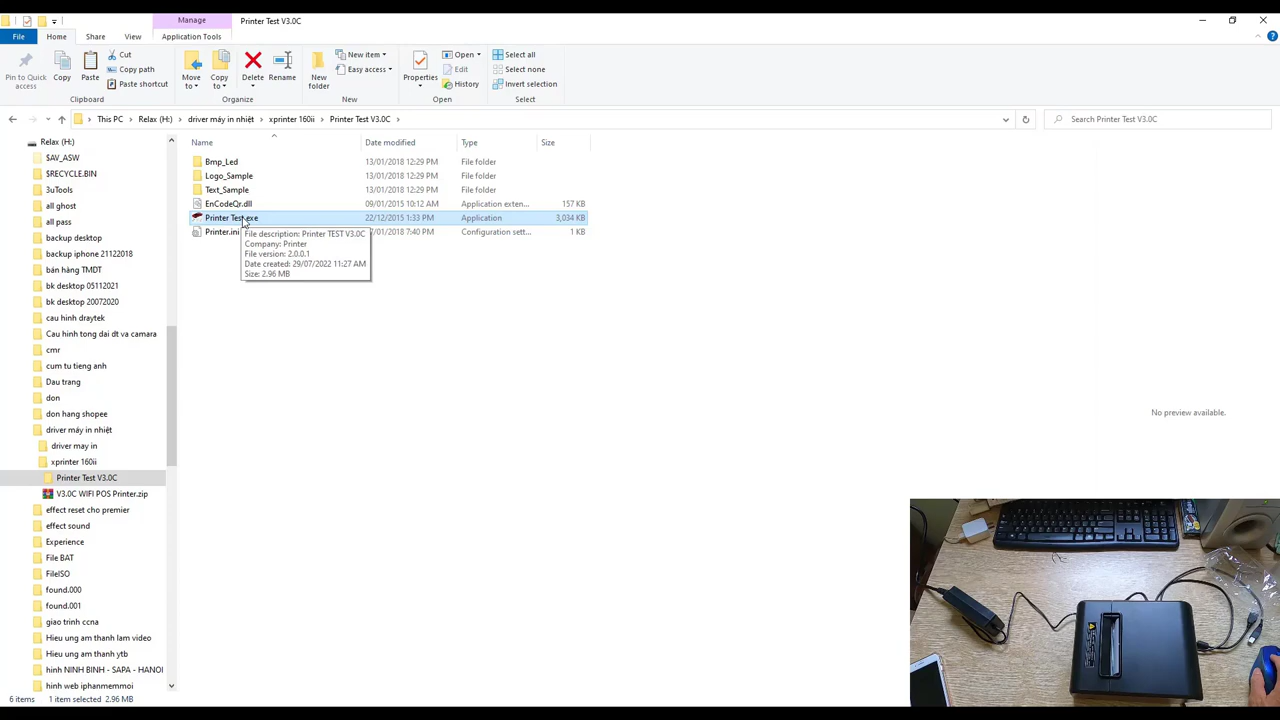 Manage
Printer Test V3.0C
File
Home
Share
View
Application Tools
Pin to Quick access
Copy
Paste
Cut
Copy path
Paste shortcut
Clipboard
Move to
Copy to
Delete
Rename
Organize
New folder
New item
Easy access
New
Properties
Open
Edit
History
Open
Select all
Select none
Invert selection
Select
This PC
Relax (H:)
driver máy in nhiệt
xprinter 160ii
Printer Test V3.0C
Search Printer Test V3.0C
Relax (H:)
$AV_ASW
$RECYCLE.BIN
3uTools
all ghost
all pass
backup desktop
backup iphone 21122018
bán hàng TMDT
bk desktop 05112021
bk desktop 20072020
cau hinh draytek
Cau hinh tong dai dt va camara
cmr
cum tu tieng anh
Dau trang
don
don hang shopee
driver máy in nhiệt
driver may in
xprinter 160ii
Printer Test V3.0C
V3.0C WIFI POS Printer.zip
effect reset cho premier
effect sound
Experience
File BAT
FileISO
found.000
found.001
giao trinh ccna
Hieu ung am thanh lam video
Hieu ung am thanh ytb
hinh NINH BINH - SAPA - HANOI
hinh web iphanmemmoi
Name Date modified Type Size
Bmp_Led 13/01/2018 12:29 PM File folder
Logo_Sample 13/01/2018 12:29 PM File folder
Text_Sample 13/01/2018 12:29 PM File folder
EnCodeQr.dll 09/01/2015 10:12 AM Application exten... 157 KB
Printer Test.exe 22/12/2015 1:33 PM Application 3,034 KB
Printer.ini 7/01/2018 7:40 PM Configuration sett... 1 KB
File description: Printer TEST V3.0C
Company: Printer
File version: 2.0.0.1
Date created: 29/07/2022 11:27 AM
Size: 2.96 MB
No preview available.
6 items
1 item selected 2.96 MB